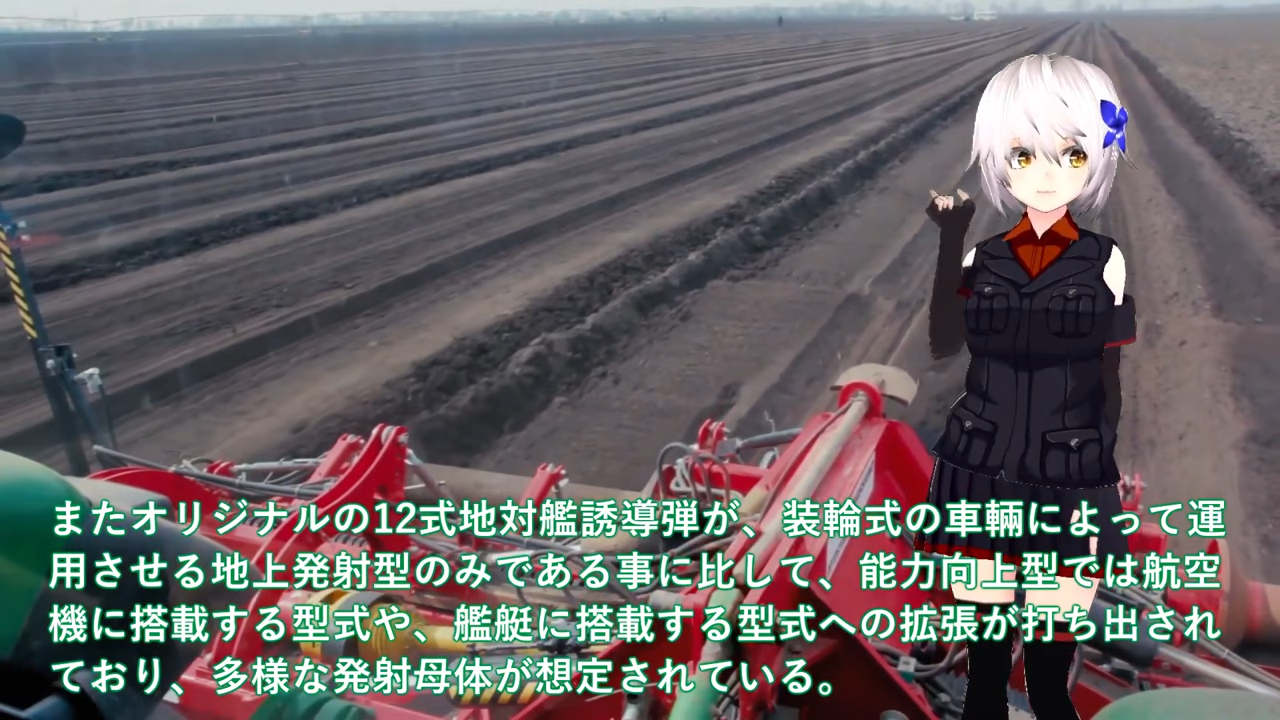 またオリジナルの12式地対艦誘導弾が、装輪式の車輌によって運
用させる地上発射型のみである事に比して、能力向上型では航空
機に搭載する型式や、艦艇に搭載する型式への拡張が打ち出され
ており、多様な発射母体が想定されている。